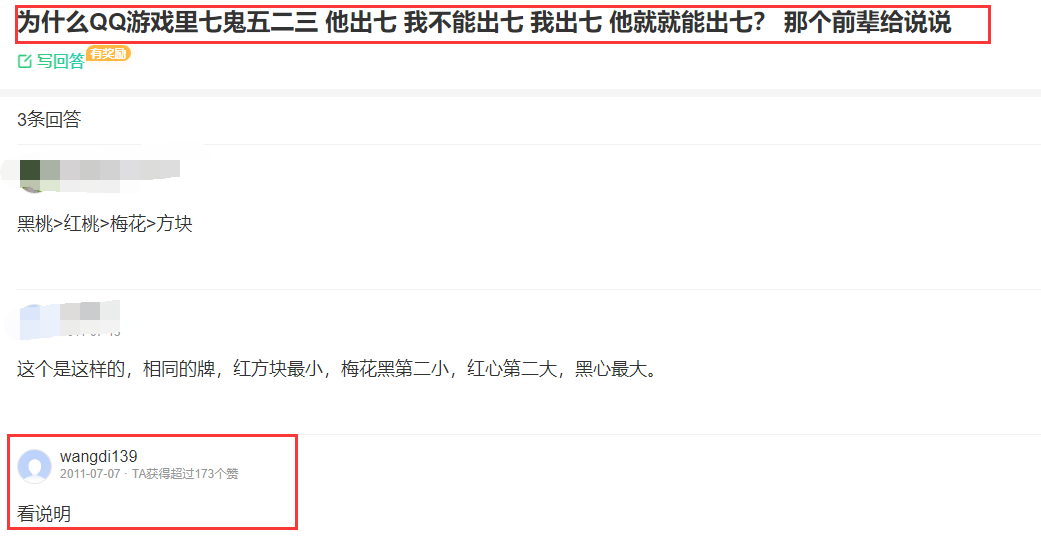 为什么QQ游戏里七鬼五二三 他出七 我不能出七 我出七 他就就能出七？ 那个前辈给说说
写回答 有奖励
3条回答
黑桃>红桃>梅花>方块
这个是这样的，相同的牌，红方块最小，梅花黑第二小，红心第二大，黑心最大。
wangdi139
2011-07-07 · TA获得超过173个赞
看说明